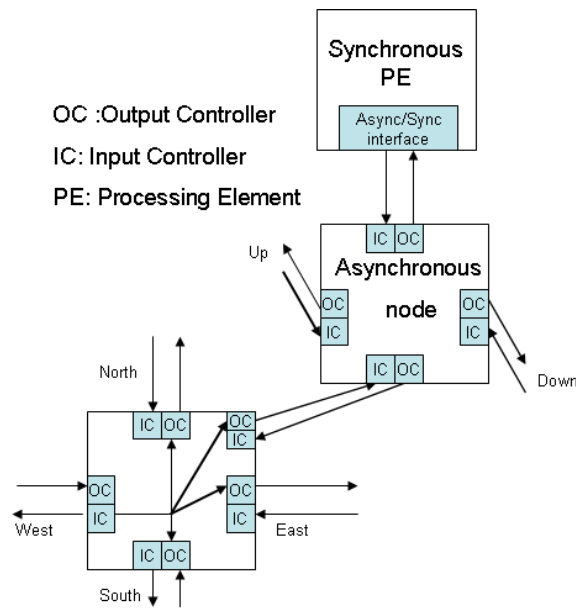 Synchronous
PE
Async/Sync
interface
OC :Output Controller
IC: Input Controller
PE: Processing Element
IC OC
Up
Asynchronous
node
OC
IC
OC
IC
IC OC
Down
North
IC OC
OC
IC
OC
IC
OC
IC
West
East
IC OC
South